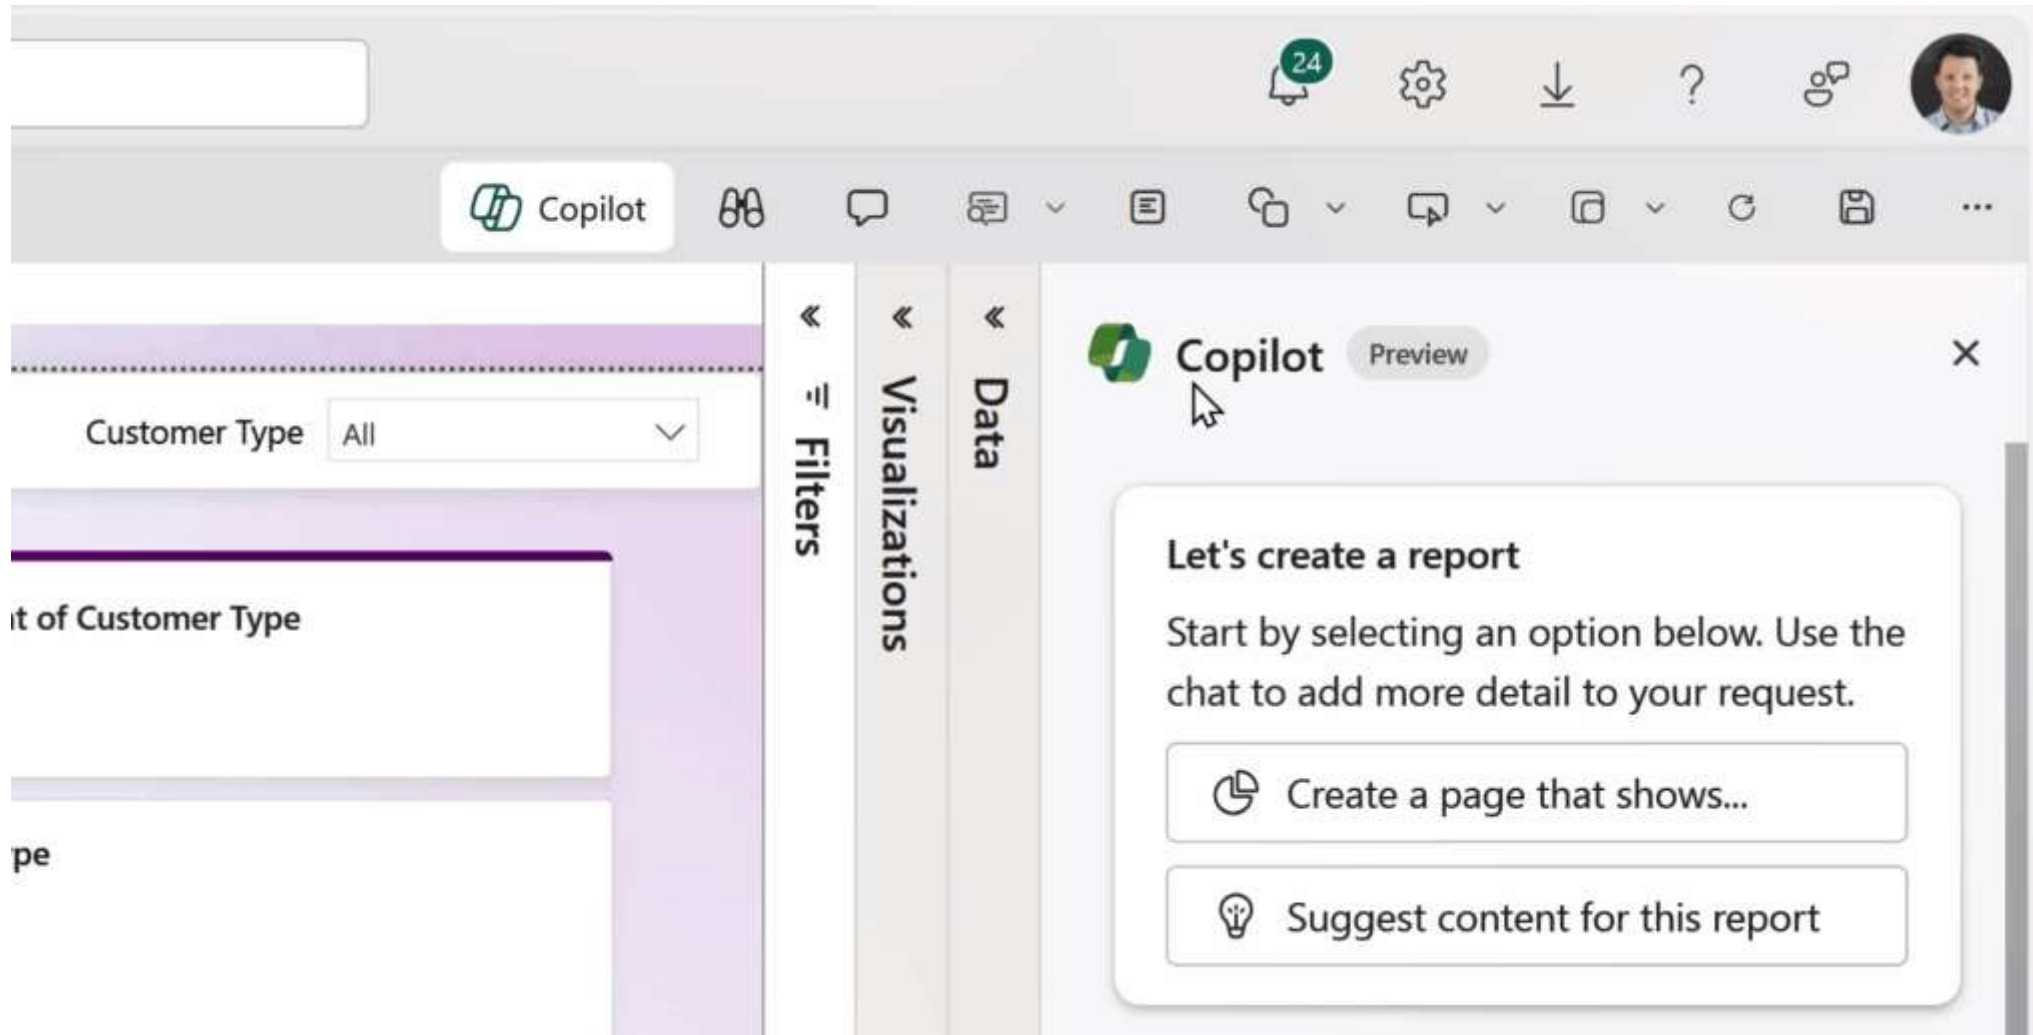 24
?
Copilot
...
Customer Type All
Filters
Visualizations
Data
Copilot Preview
of Customer Type
Let's create a report
Start by selecting an option below. Use the
chat to add more detail to your request.
Create a page that shows...
Suggest content for this report